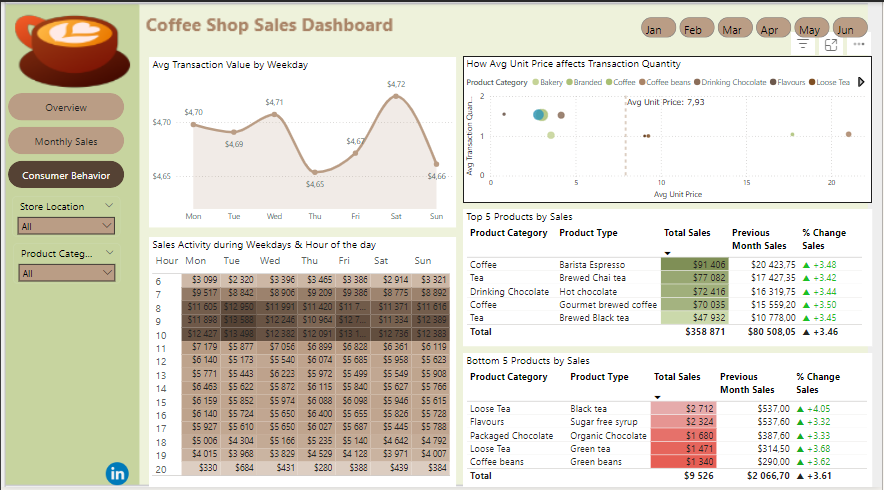 Coffee Shop Sales Dashboard
Jan Feb Mar Apr May Jun
Overview
Monthly Sales
Consumer Behavior
Store Location
All
Product Categ...
All
in
Avg Transaction Value by Weekday
$4,70
$4,65
$4,70
$4,69
$4,71
$4,65
$4,67
$4,72
$4,66
Mon Tue Wed Thu Fri Sat Sun
How Avg Unit Price affects Transaction Quantity
Product Category Bakery Branded Coffee Coffee beans Drinking Chocolate Flavours Loose Tea
Avg Transaction Quan...
2
1
0
Avg Unit Price: 7,93
0 5 10 15 20
Avg Unit Price
Sales Activity during Weekdays & Hour of the day
Hour Mon Tue Wed Thu Fri Sat Sun
6 $3 099 $2 320 $3 396 $3 465 $3 386 $2 914 $3 321
7 $9 517 $8 842 $8 906 $9 209 $9 386 $8 775 $8 892
8 $11 605 $12 950 $11 991 $11 420 $11 7... $11 371 $11 616
9 $11 898 $13 588 $12 246 $10 964 $12 7... $11 334 $12 389
10 $12 427 $13 498 $12 382 $12 091 $13 1... $12 736 $12 383
11 $7 179 $5 877 $7 056 $6 899 $6 828 $6 361 $6 119
12 $6 140 $5 173 $5 540 $6 074 $5 685 $5 958 $5 623
13 $5 771 $5 443 $6 223 $5 972 $5 499 $5 549 $5 908
14 $6 463 $5 622 $5 872 $6 115 $5 840 $5 627 $5 766
15 $6 159 $5 852 $5 974 $6 088 $6 098 $5 946 $5 615
16 $6 140 $5 724 $5 650 $6 400 $5 655 $5 826 $5 728
17 $5 927 $5 610 $5 650 $6 027 $5 687 $5 445 $5 788
18 $5 006 $4 304 $5 166 $5 235 $5 140 $4 642 $4 792
19 $4 015 $3 968 $3 829 $4 529 $4 128 $3 971 $4 007
20 $330 $684 $431 $280 $388 $439 $384
Top 5 Products by Sales
Product Category Product Type Total Sales Previous Month Sales % Change Sales
Coffee Barista Espresso $91 406 $20 423,75 ▲ +3.48
Tea Brewed Chai tea $77 082 $17 427,35 ▲ +3.42
Drinking Chocolate Hot chocolate $72 416 $16 319,75 ▲ +3.44
Coffee Gourmet brewed coffee $70 035 $15 559,20 ▲ +3.50
Tea Brewed Black tea $47 932 $10 778,00 ▲ +3.45
Total $358 871 $80 508,05 ▲ +3.46
Bottom 5 Products by Sales
Product Category Product Type Total Sales Previous Month Sales % Change Sales
Loose Tea Black tea $2 712 $537,00 ▲ +4.05
Flavours Sugar free syrup $2 324 $537,60 ▲ +3.32
Packaged Chocolate Organic Chocolate $1 680 $387,60 ▲ +3.33
Loose Tea Green tea $1 471 $314,50 ▲ +3.68
Coffee beans Green beans $1 340 $290,00 ▲ +3.62
Total $9 526 $2 066,70 ▲ +3.61